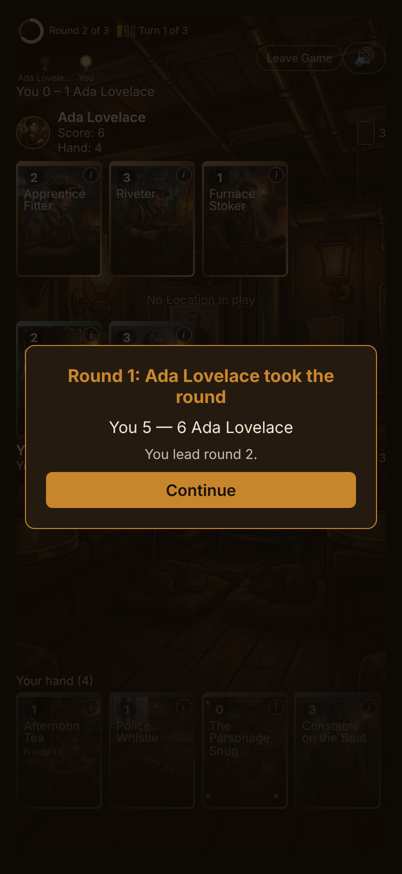 Round 2 of 3 Turn 1 of 3
Leave Game
Ada Lovela... You
You 0 – 1 Ada Lovelace
Ada Lovelace
Score: 6
Hand: 4
3
2
Apprentice
Fitter
3
Riveter
1
Furnace
Stoker
No Location in play
2
3
Round 1: Ada Lovelace took the
round
You 5 — 6 Ada Lovelace
You lead round 2.
Continue
3
Your hand (4)
1
Afternoon
Tea
1
Police
Whistle
0
The
Parsonage
Snug
3
Constable
on the Beat